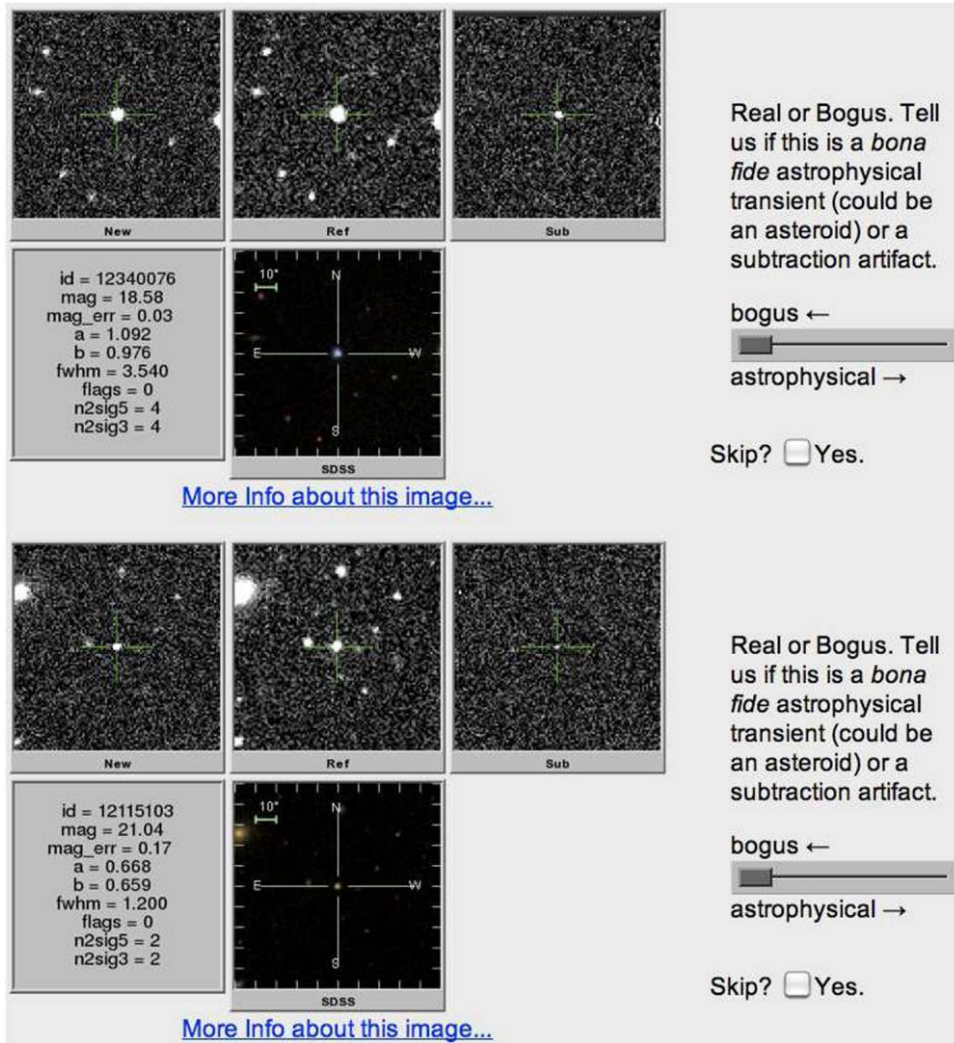 New
Ref
Sub
id = 12340076
mag = 18.58
mag_err = 0.03
a = 1.092
b = 0.976
fwhm = 3.540
flags = 0
n2sig5 = 4
n2sig3 = 4
10"
N
E
W
S
SDSS
More Info about this image...
Real or Bogus. Tell
us if this is a bona
fide astrophysical
transient (could be
an asteroid) or a
subtraction artifact.
bogus ←
astrophysical →
Skip? Yes.
New
Ref
Sub
id = 12115103
mag = 21.04
mag_err = 0.17
a = 0.668
b = 0.659
fwhm = 1.200
flags = 0
n2sig5 = 2
n2sig3 = 2
10"
N
E
W
S
SDSS
More Info about this image...
Real or Bogus. Tell
us if this is a bona
fide astrophysical
transient (could be
an asteroid) or a
subtraction artifact.
bogus ←
astrophysical →
Skip? Yes.